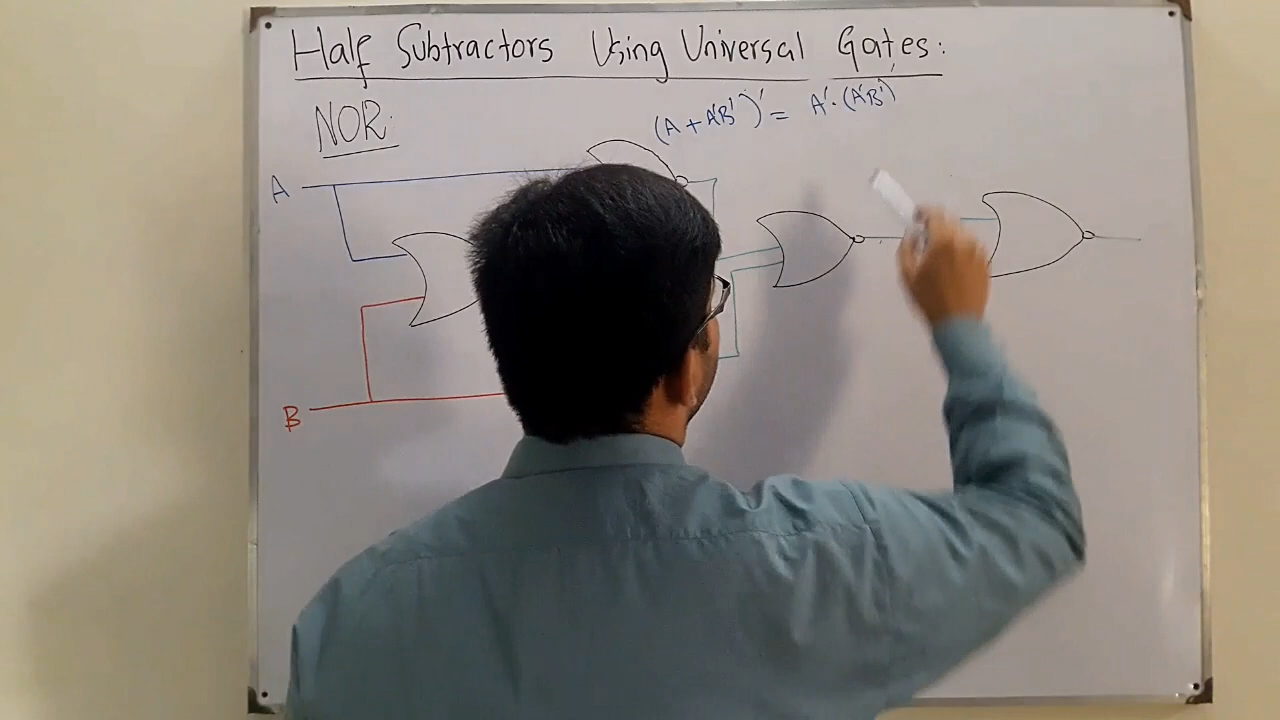 Half Subtractors Using Universal Gates:
NOR:
(A + A'B')' = A'·(A'B')
A
B